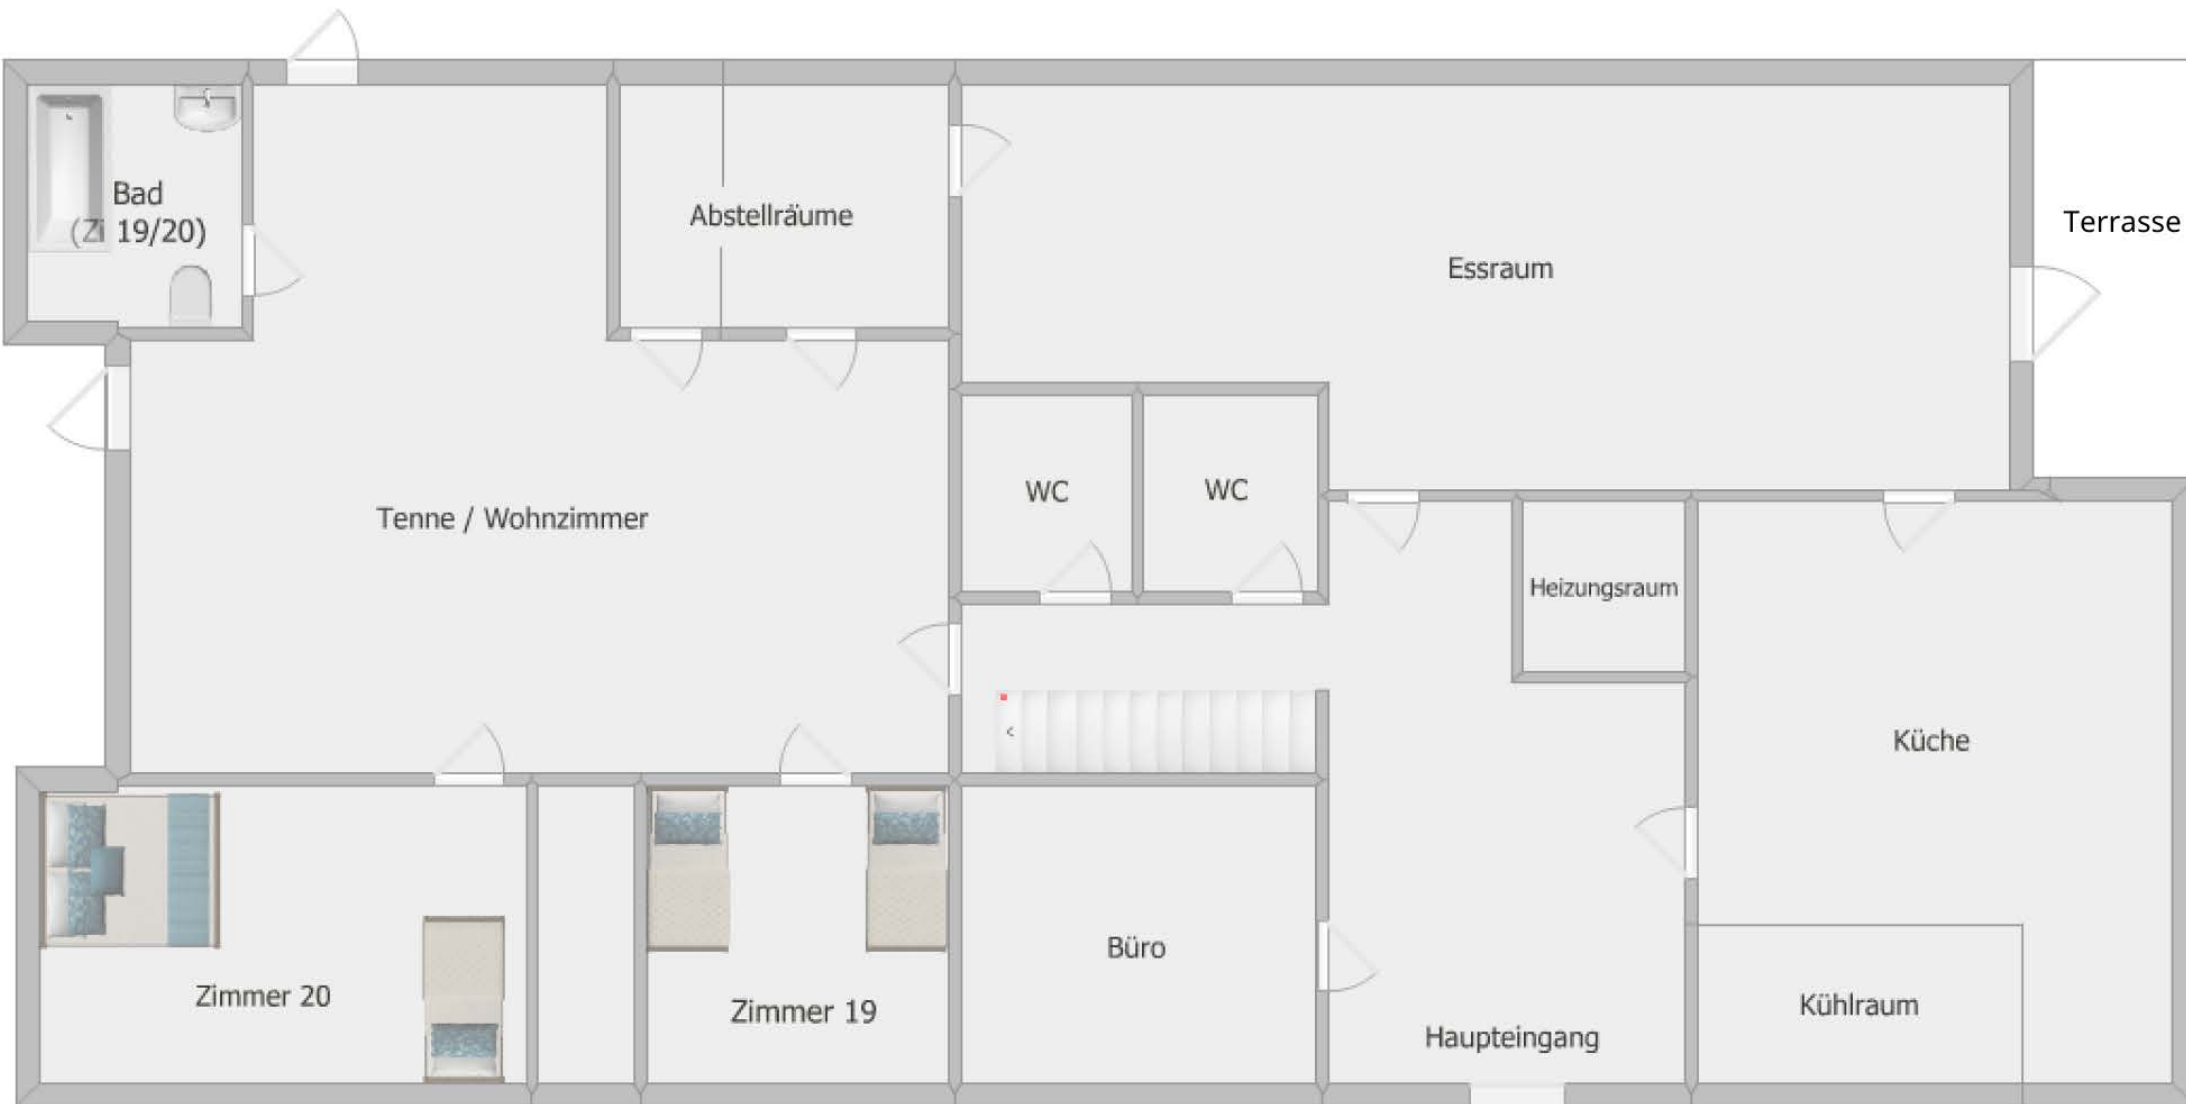 Bad
(Zi 19/20)
Abstellräume
Terrasse
Essraum
Tenne / Wohnzimmer
WC
WC
Heizungsraum
Küche
Büro
Zimmer 20
Zimmer 19
Kühlraum
Haupteingang